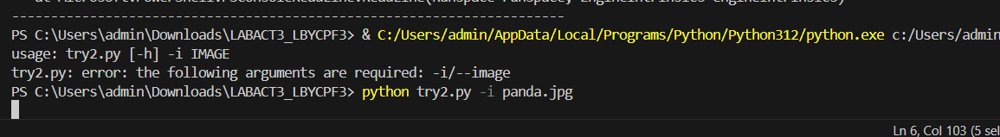 ----------------------------------------------------------------------
PS C:\Users\admin\Downloads\LABACT3_LBYCPF3> & C:/Users/admin/AppData/Local/Programs/Python/Python312/python.exe c:/Users/admin
usage: try2.py [-h] -i IMAGE
try2.py: error: the following arguments are required: -i/--image
PS C:\Users\admin\Downloads\LABACT3_LBYCPF3> python try2.py -i panda.jpg
Ln 6, Col 103 (5 sel